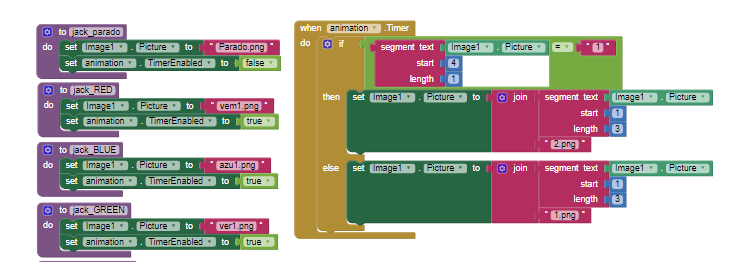 to jack_parado
do set Image1 . Picture to " Parado.png "
set animation . TimerEnabled to false
to jack_RED
do set Image1 . Picture to " vem1.png "
set animation . TimerEnabled to true
to jack_BLUE
do set Image1 . Picture to " azu1.png "
set animation . TimerEnabled to true
to jack_GREEN
do set Image1 . Picture to " ver1.png "
set animation . TimerEnabled to true
when animation .Timer
do if segment text Image1 . Picture = " 1 "
start 4
length 1
then set Image1 . Picture to join segment text Image1 . Picture
start 1
length 3
" 2.png "
else set Image1 . Picture to join segment text Image1 . Picture
start 1
length 3
" 1.png "